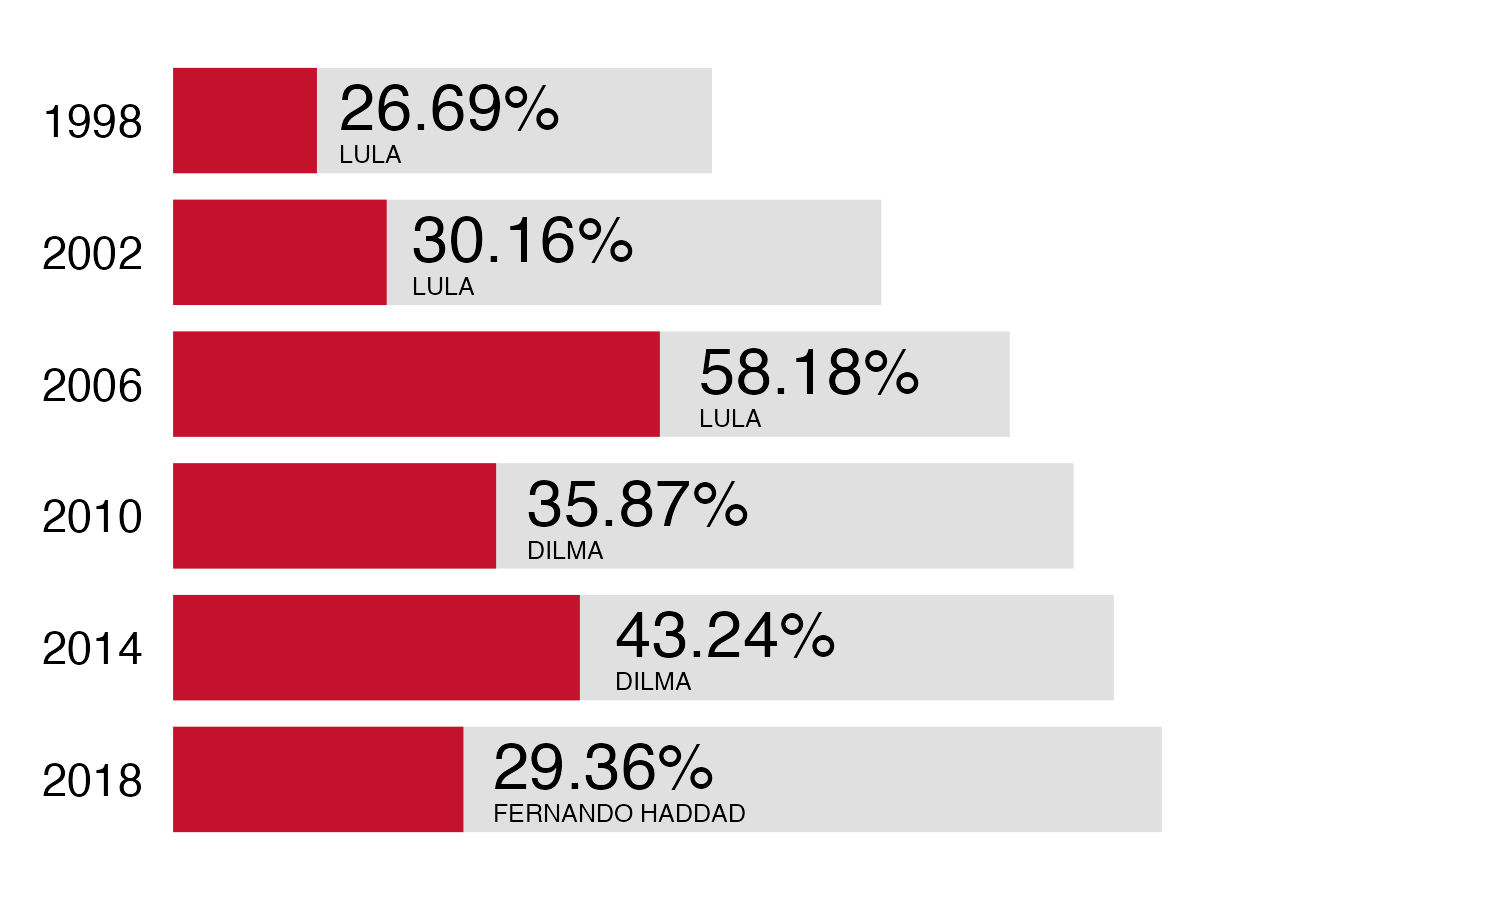 1998
26.69%
LULA
2002
30.16%
LULA
2006
58.18%
LULA
2010
35.87%
DILMA
2014
43.24%
DILMA
2018
29.36%
FERNANDO HADDAD